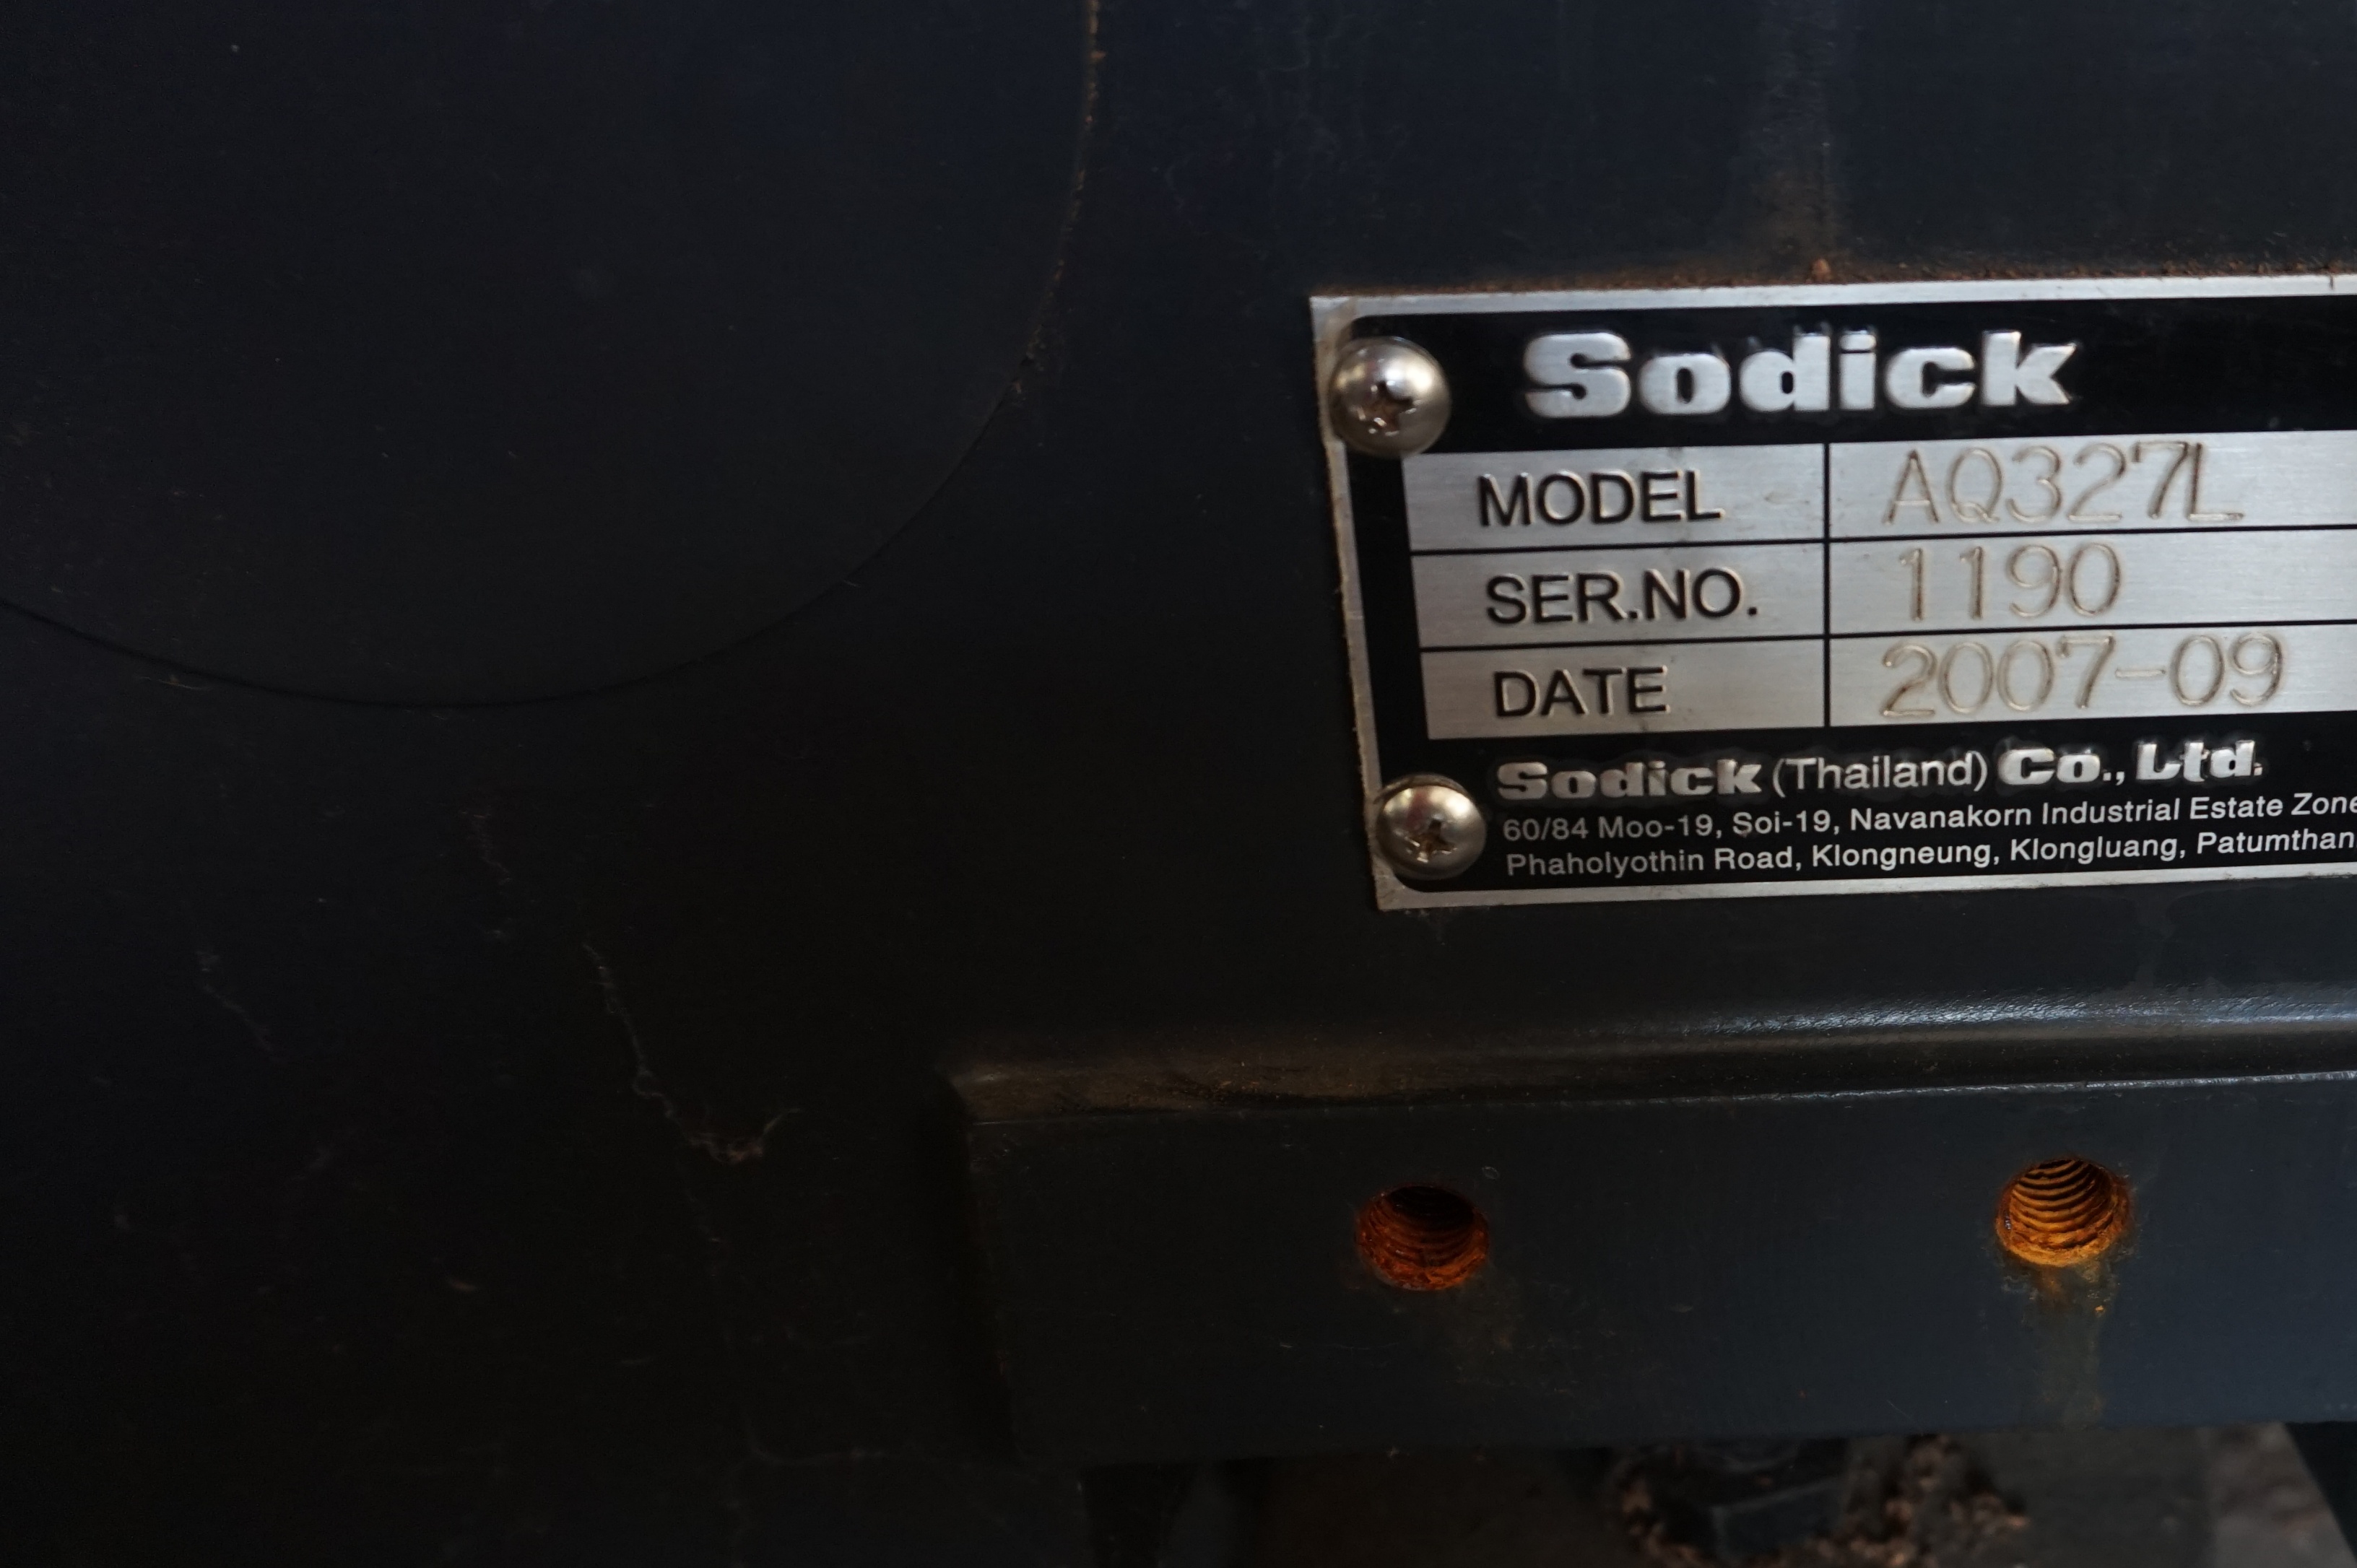 Sodick
MODEL AQ327L
SER.NO. 1190
DATE 2007-09
Sodick (Thailand) Co., Ltd.
60/84 Moo-19, Soi-19, Navanakorn Industrial Estate Zone
Phaholyothin Road, Klongneung, Klongluang, Patumthan